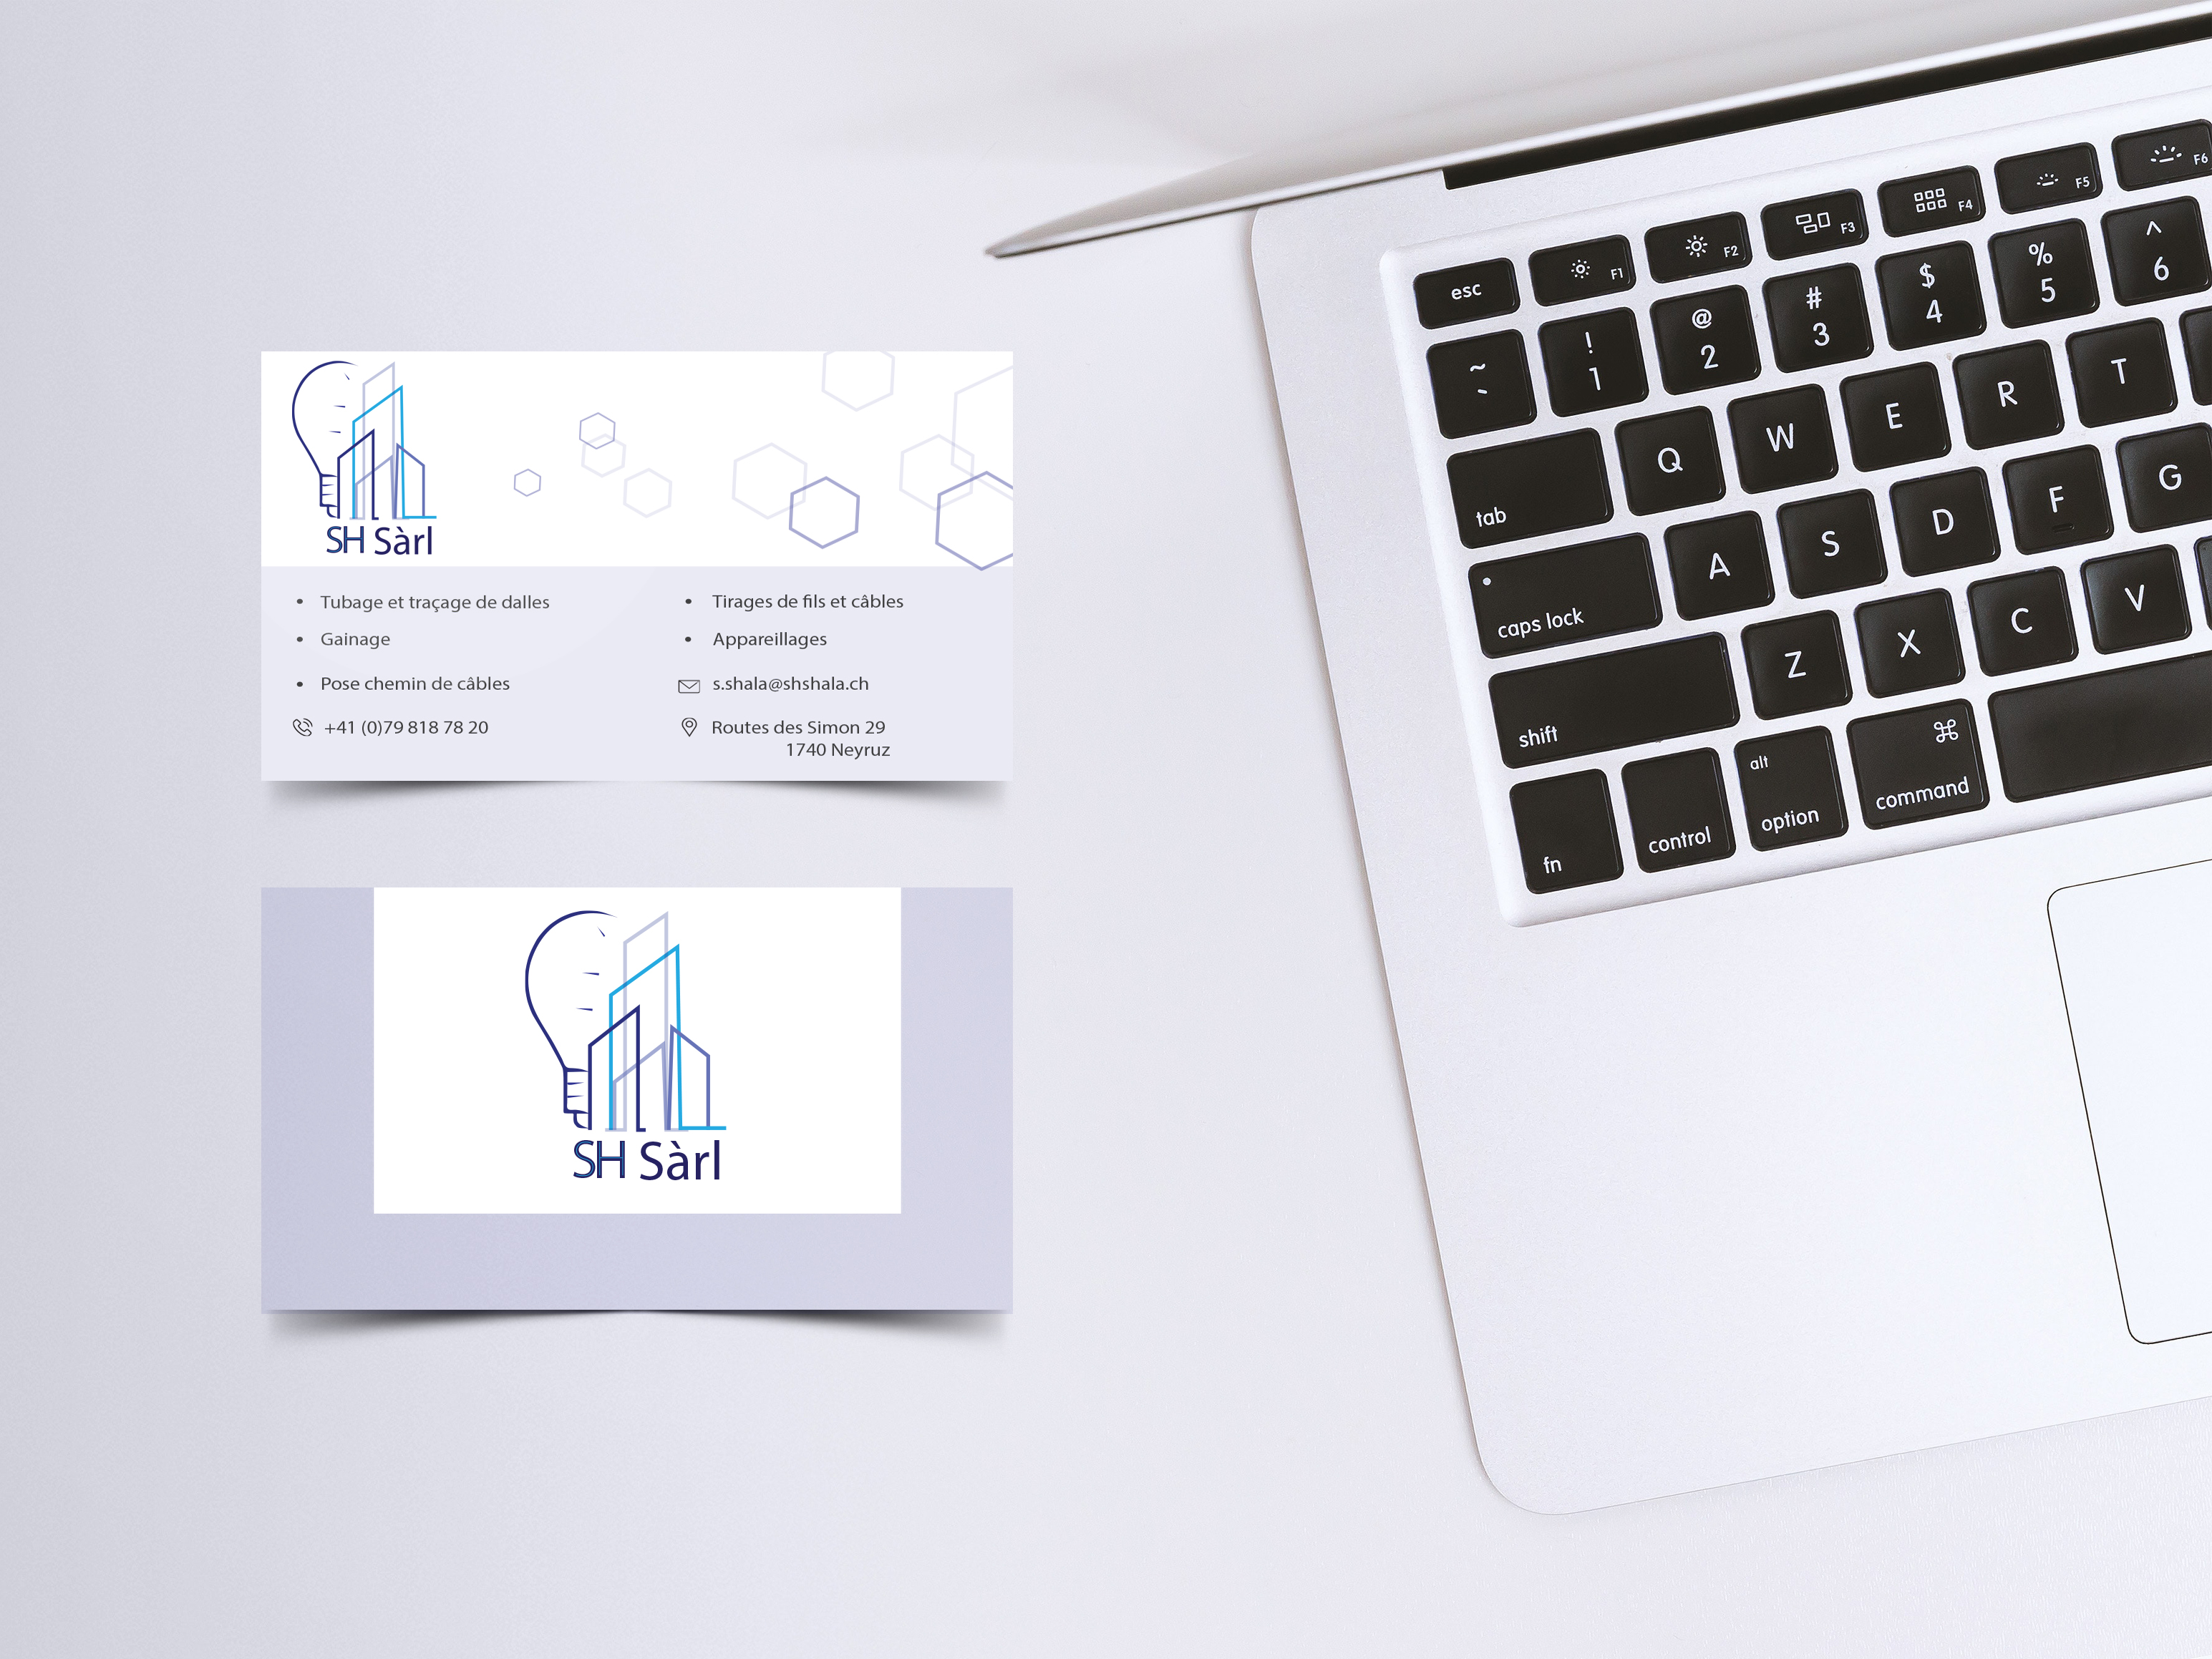 SH Sàrl
• Tubage et traçage de dalles
• Gainage
• Pose chemin de câbles
+41 (0)79 818 78 20
• Tirages de fils et câbles
• Appareillages
s.shala@shshala.ch
Routes des Simon 29
1740 Neyruz
SH Sàrl
esc F1 F2 F3 F4 F5 F6
~ ` ! 1 @ 2 # 3 $ 4 % 5 ^ 6
tab Q W E R T
caps lock A S D F G
shift Z X C V
fn control alt option ⌘ command